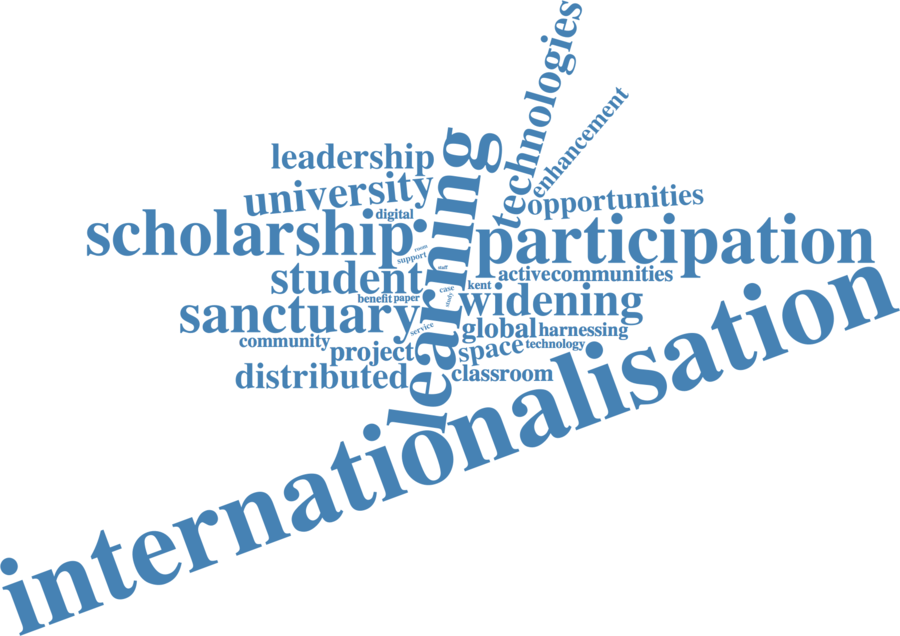 technologies
enhancement
leadership
learning
university
opportunities
digital
scholarship
participation
room
support
staff
student
activecommunities
kent
case
benefit
paper
study
widening
sanctuary
service
global
harnessing
community
project
space
technology
distributed
classroom
internationalisation